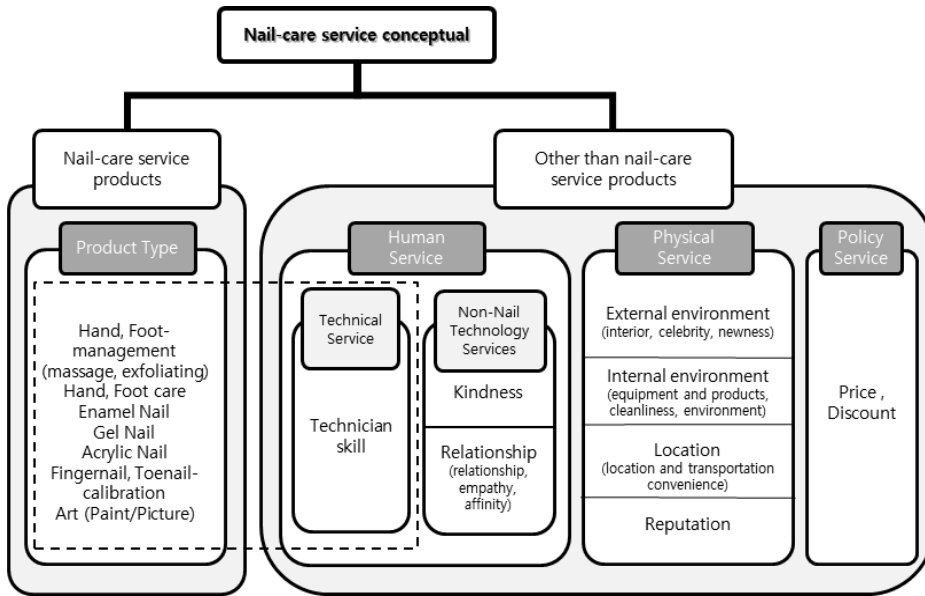 Nail-care service conceptual
Nail-care service
products
Other than nail-care
service products
Product Type
Hand, Foot-
management
(massage, exfoliating)
Hand, Foot care
Enamel Nail
Gel Nail
Acrylic Nail
Fingernail, Toenail-
calibration
Art (Paint/Picture)
Human
Service
Technical
Service
Technician
skill
Non-Nail
Technology
Services
Kindness
Relationship
(relationship,
empathy,
affinity)
Physical
Service
External environment
(interior, celebrity, newness)
Internal environment
(equipment and products,
cleanliness, environment)
Location
(location and transportation
convenience)
Reputation
Policy
Service
Price ,
Discount